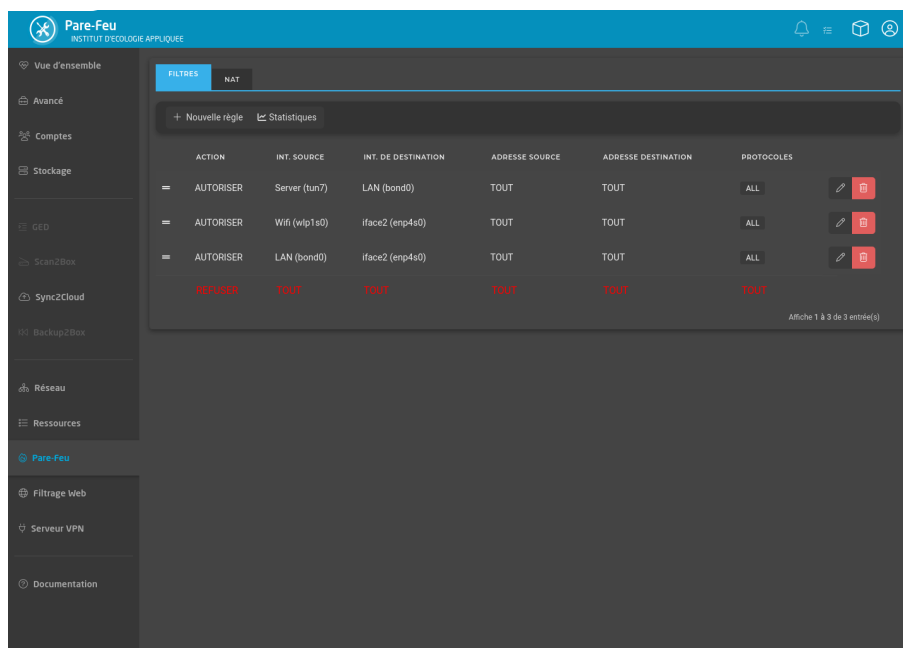 Pare-Feu
INSTITUT D'ECOLOGIE APPLIQUEE
Vue d'ensemble
Avancé
Comptes
Stockage
GED
Scan2Box
Sync2Cloud
Backup2Box
Réseau
Ressources
Pare-Feu
Filtrage Web
Serveur VPN
Documentation
FILTRES NAT
+ Nouvelle règle Statistiques
ACTION INT. SOURCE INT. DE DESTINATION ADRESSE SOURCE ADRESSE DESTINATION PROTOCOLES
AUTORISER Server (tun7) LAN (bond0) TOUT TOUT ALL
AUTORISER Wifi (wlp1s0) iface2 (enp4s0) TOUT TOUT ALL
AUTORISER LAN (bond0) iface2 (enp4s0) TOUT TOUT ALL
REFUSER TOUT TOUT TOUT TOUT TOUT
Affiche 1 à 3 de 3 entrée(s)